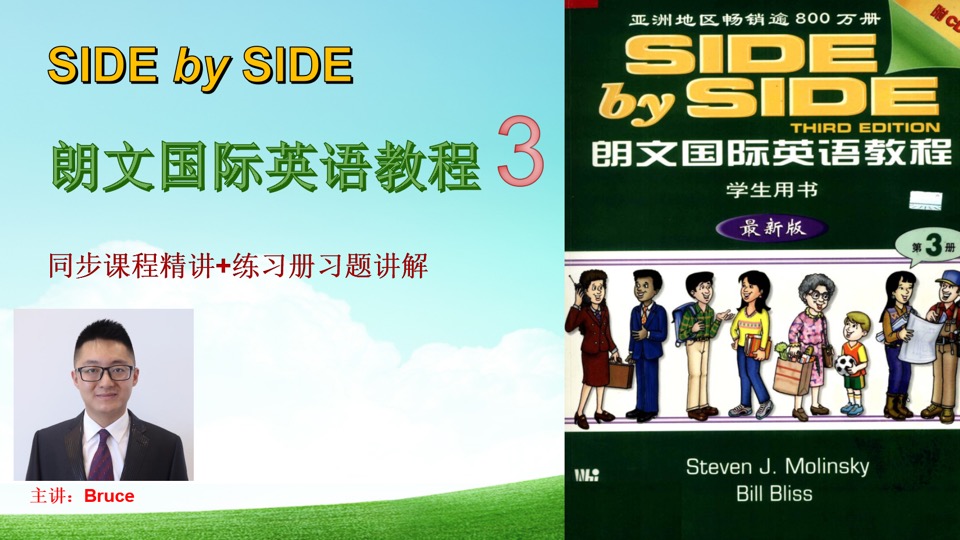 SIDE by SIDE
朗文国际英语教程 3
同步课程精讲+练习册习题讲解
主讲：Bruce
亚洲地区畅销逾800万册
附CD
SIDE
by SIDE
THIRD EDITION
朗文国际英语教程
学生用书
最新版
第3册
Steven J. Molinsky
Bill Bliss